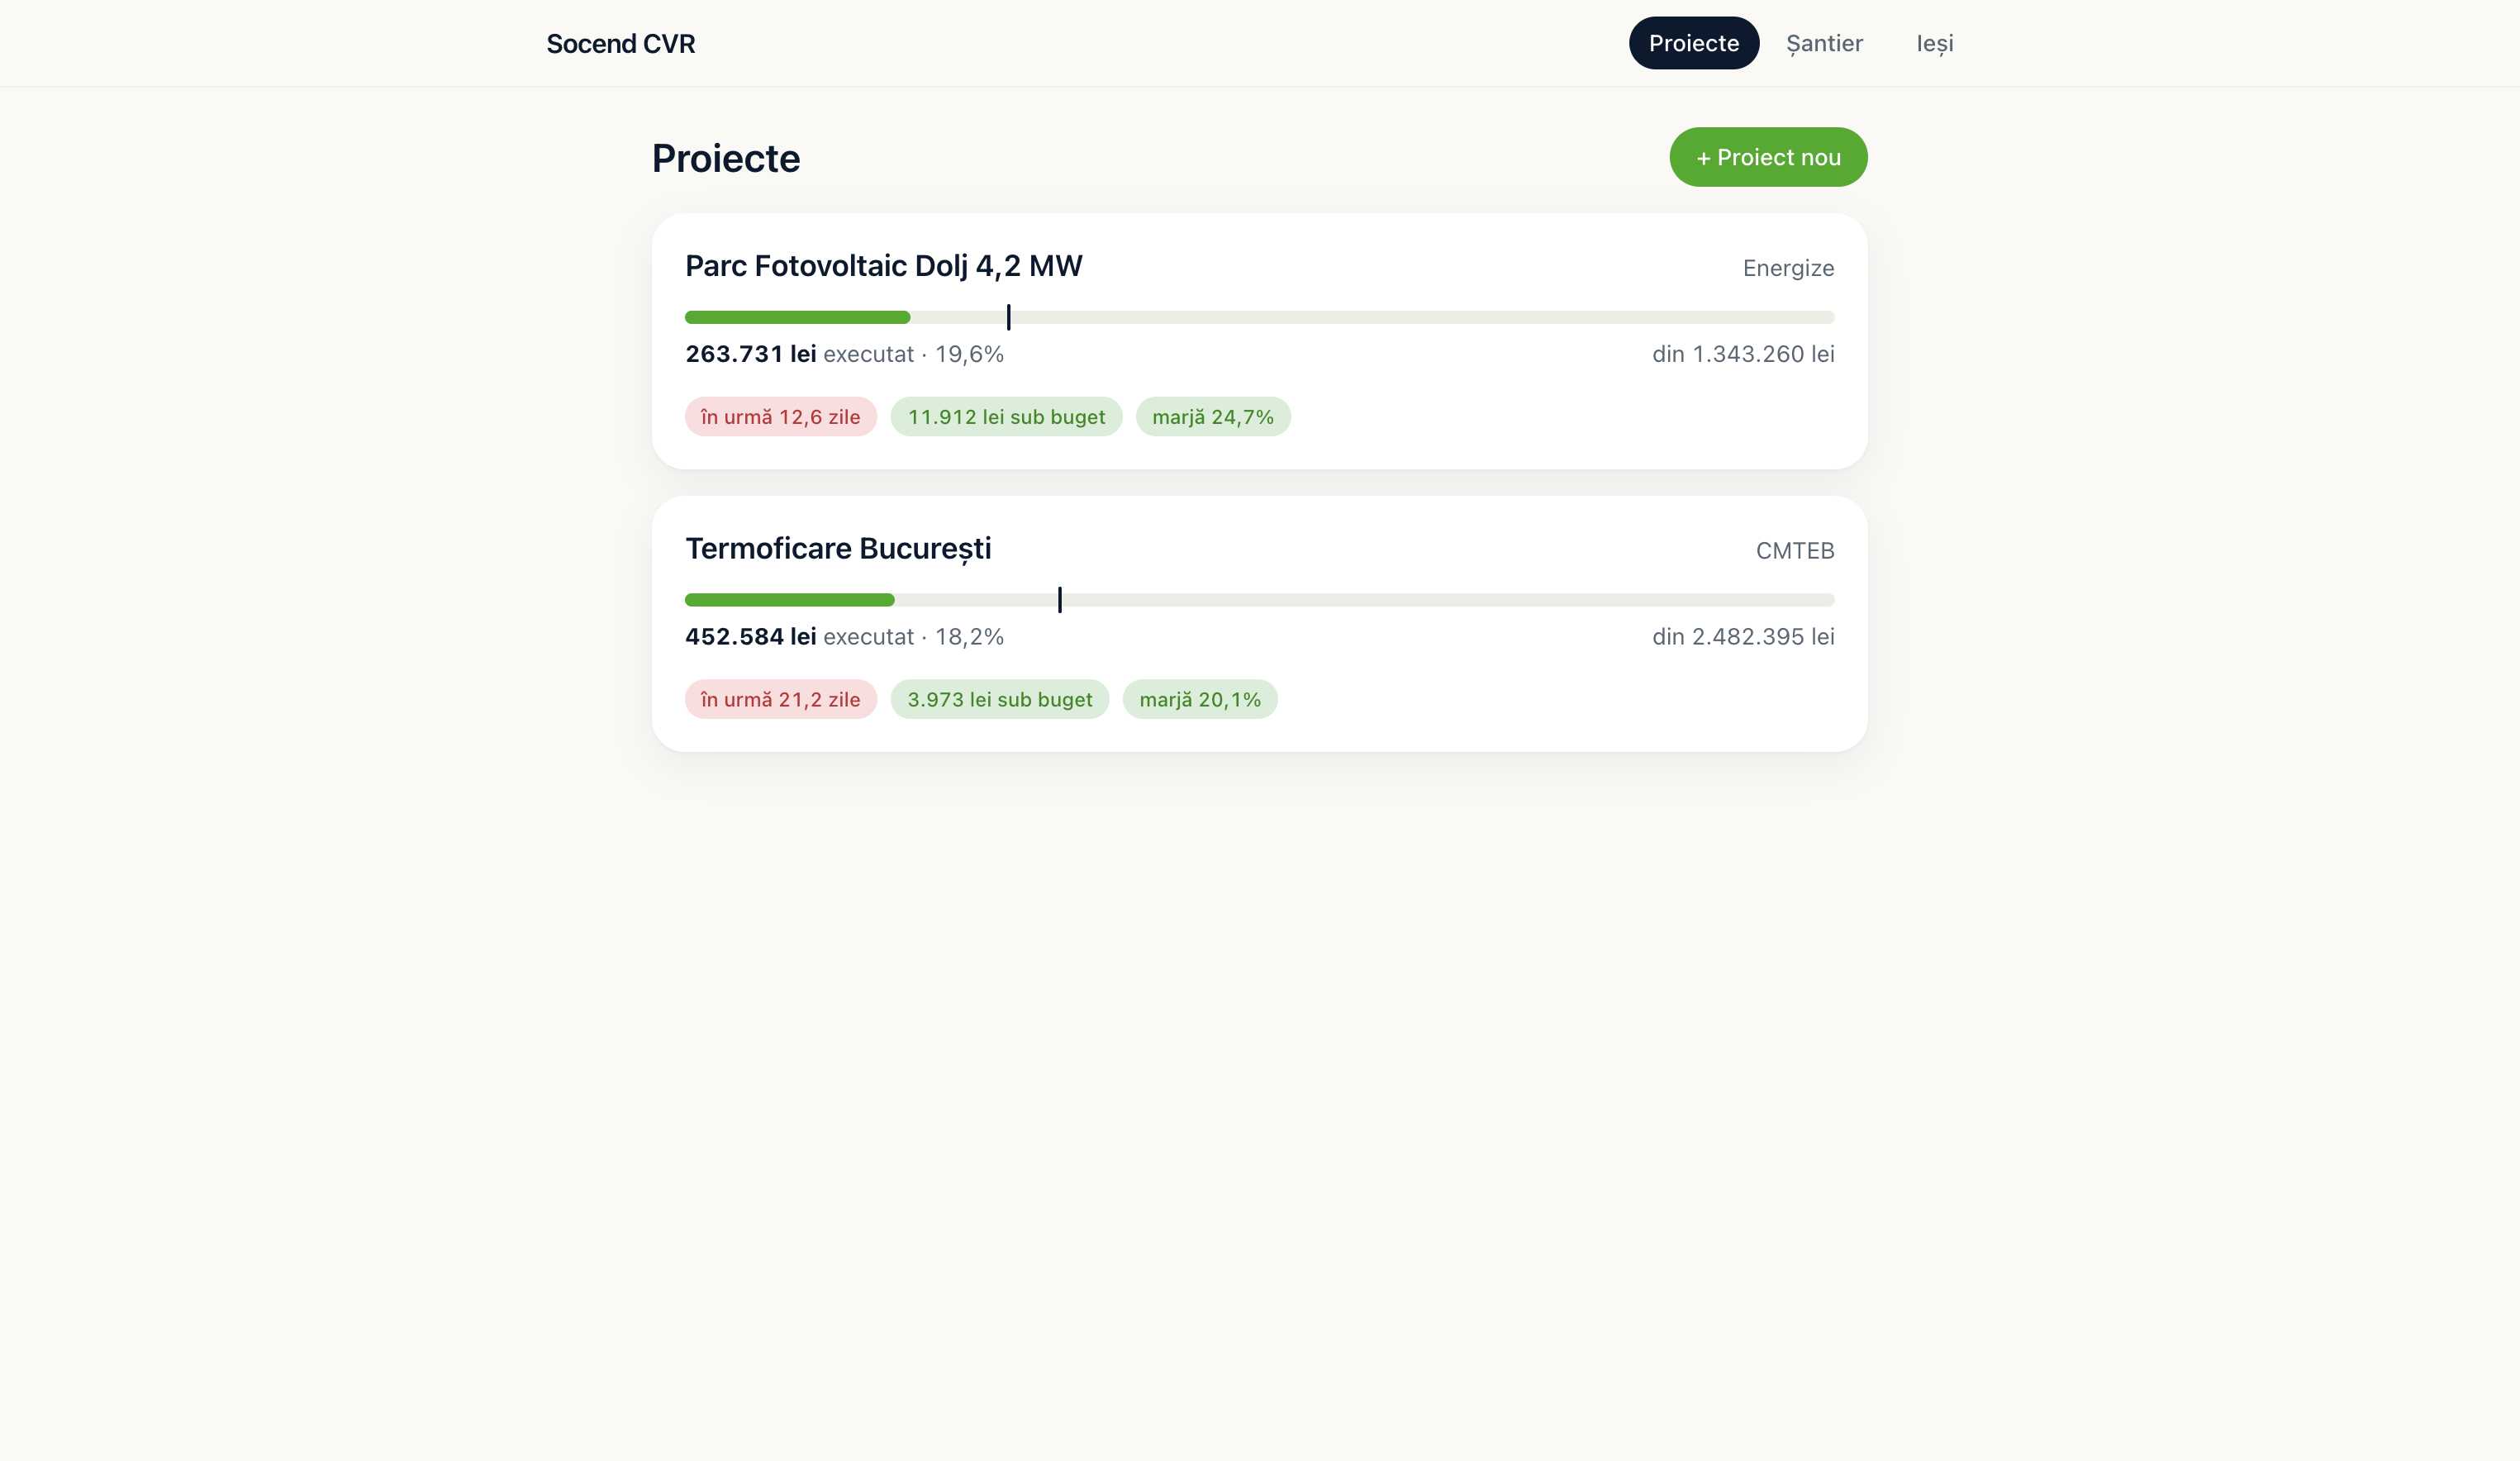 Socend CVR
Proiecte
Șantier
Ieși
Proiecte
+ Proiect nou
Parc Fotovoltaic Dolj 4,2 MW
Energize
263.731 lei executat · 19,6%
din 1.343.260 lei
în urmă 12,6 zile
11.912 lei sub buget
marjă 24,7%
Termoficare București
CMTEB
452.584 lei executat · 18,2%
din 2.482.395 lei
în urmă 21,2 zile
3.973 lei sub buget
marjă 20,1%